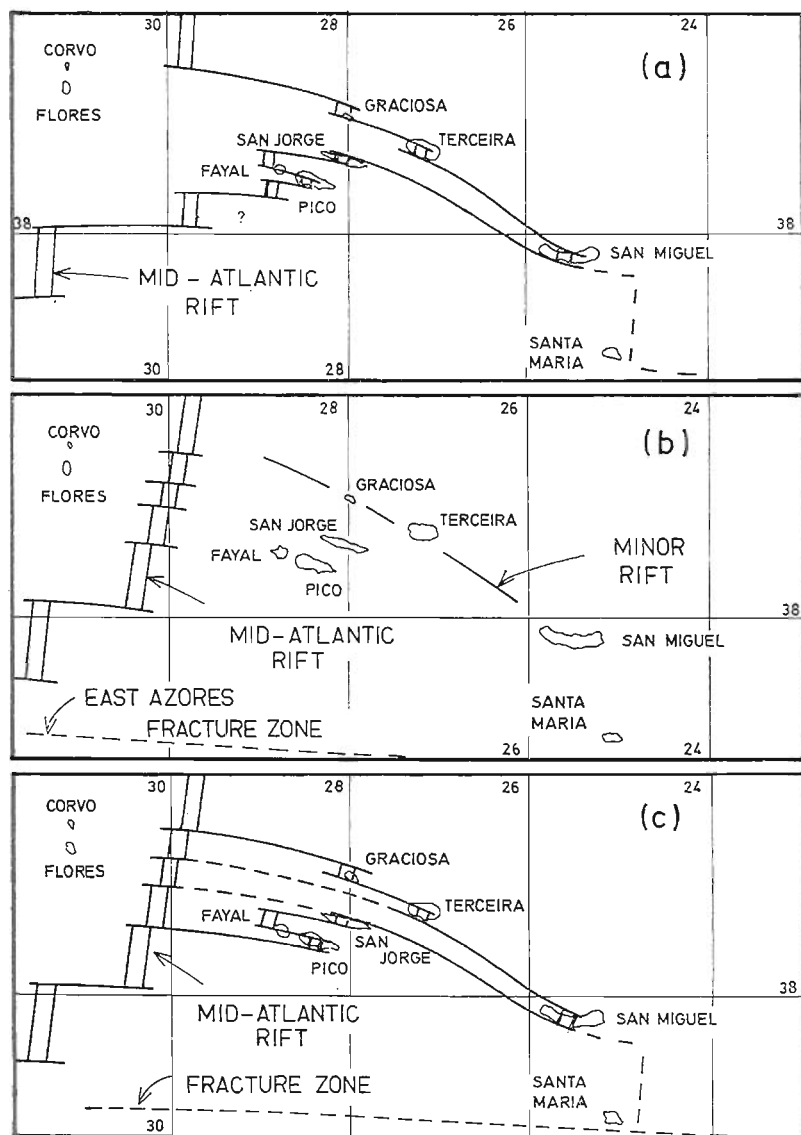 30
28
24
CORVO
FLORES
(a)
GRACIOSA
SAN JORGE
TERCEIRA
FAYAL
PICO
38
?
38
SAN MIGUEL
MID - ATLANTIC
RIFT
SANTA
MARIA
30
28
30
28
26
24
CORVO
FLORES
(b)
GRACIOSA
SAN JORGE
TERCEIRA
FAYAL
PICO
MINOR
RIFT
38
MID-ATLANTIC
RIFT
SAN MIGUEL
EAST AZORES
FRACTURE ZONE
SANTA
MARIA
26
24
30
28
26
24
CORVO
FLORES
(c)
GRACIOSA
TERCEIRA
FAYAL
SAN
JORGE
PICO
38
MID-ATLANTIC
RIFT
SAN MIGUEL
FRACTURE ZONE
SANTA
MARIA
30